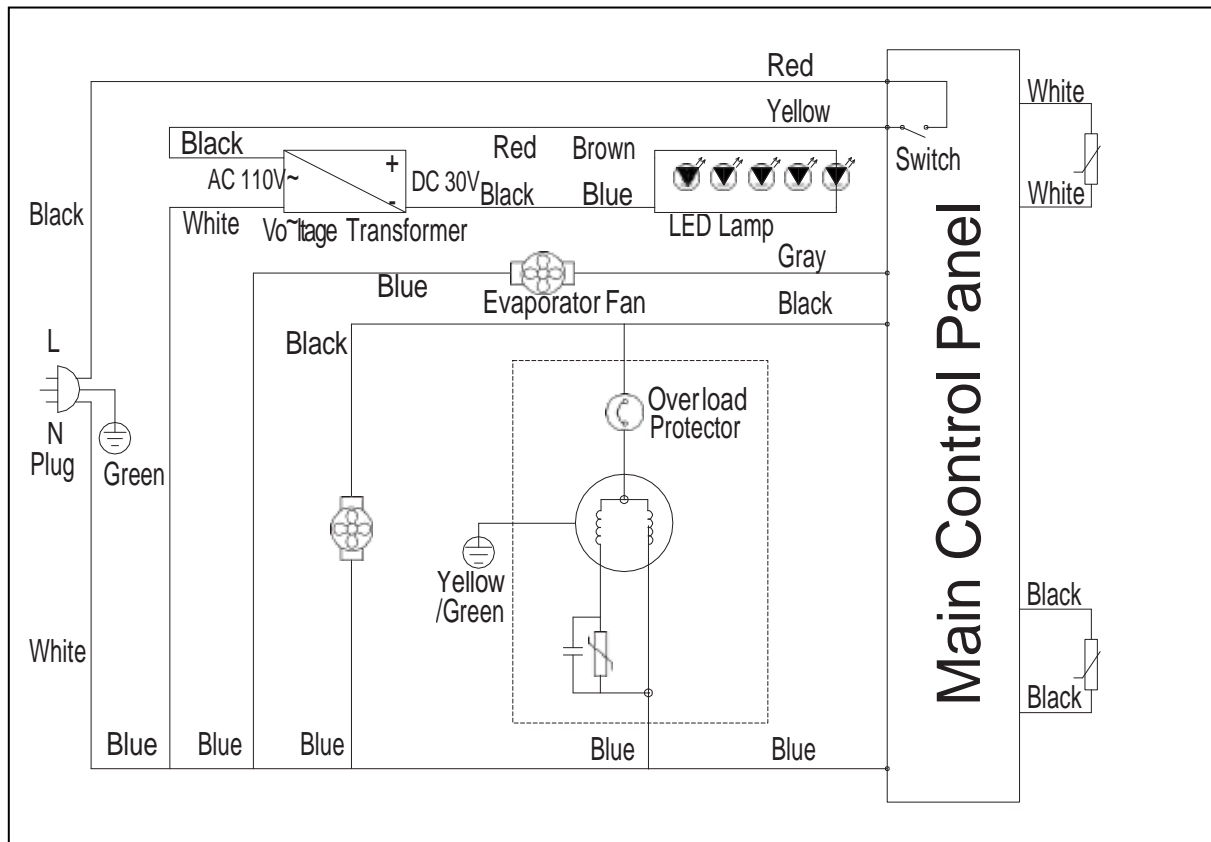 Red
White
Yellow
Black
Red
Brown
Switch
AC 110V~
+
DC 30V
-
Black
Blue
White
Black
White
Vo~ltage Transformer
LED Lamp
Gray
Blue
Evaporator Fan
Black
Black
L
N
Plug
Green
Overload
Protector
Main Control Panel
Yellow
/Green
Black
White
Black
Blue
Blue
Blue
Blue
Blue